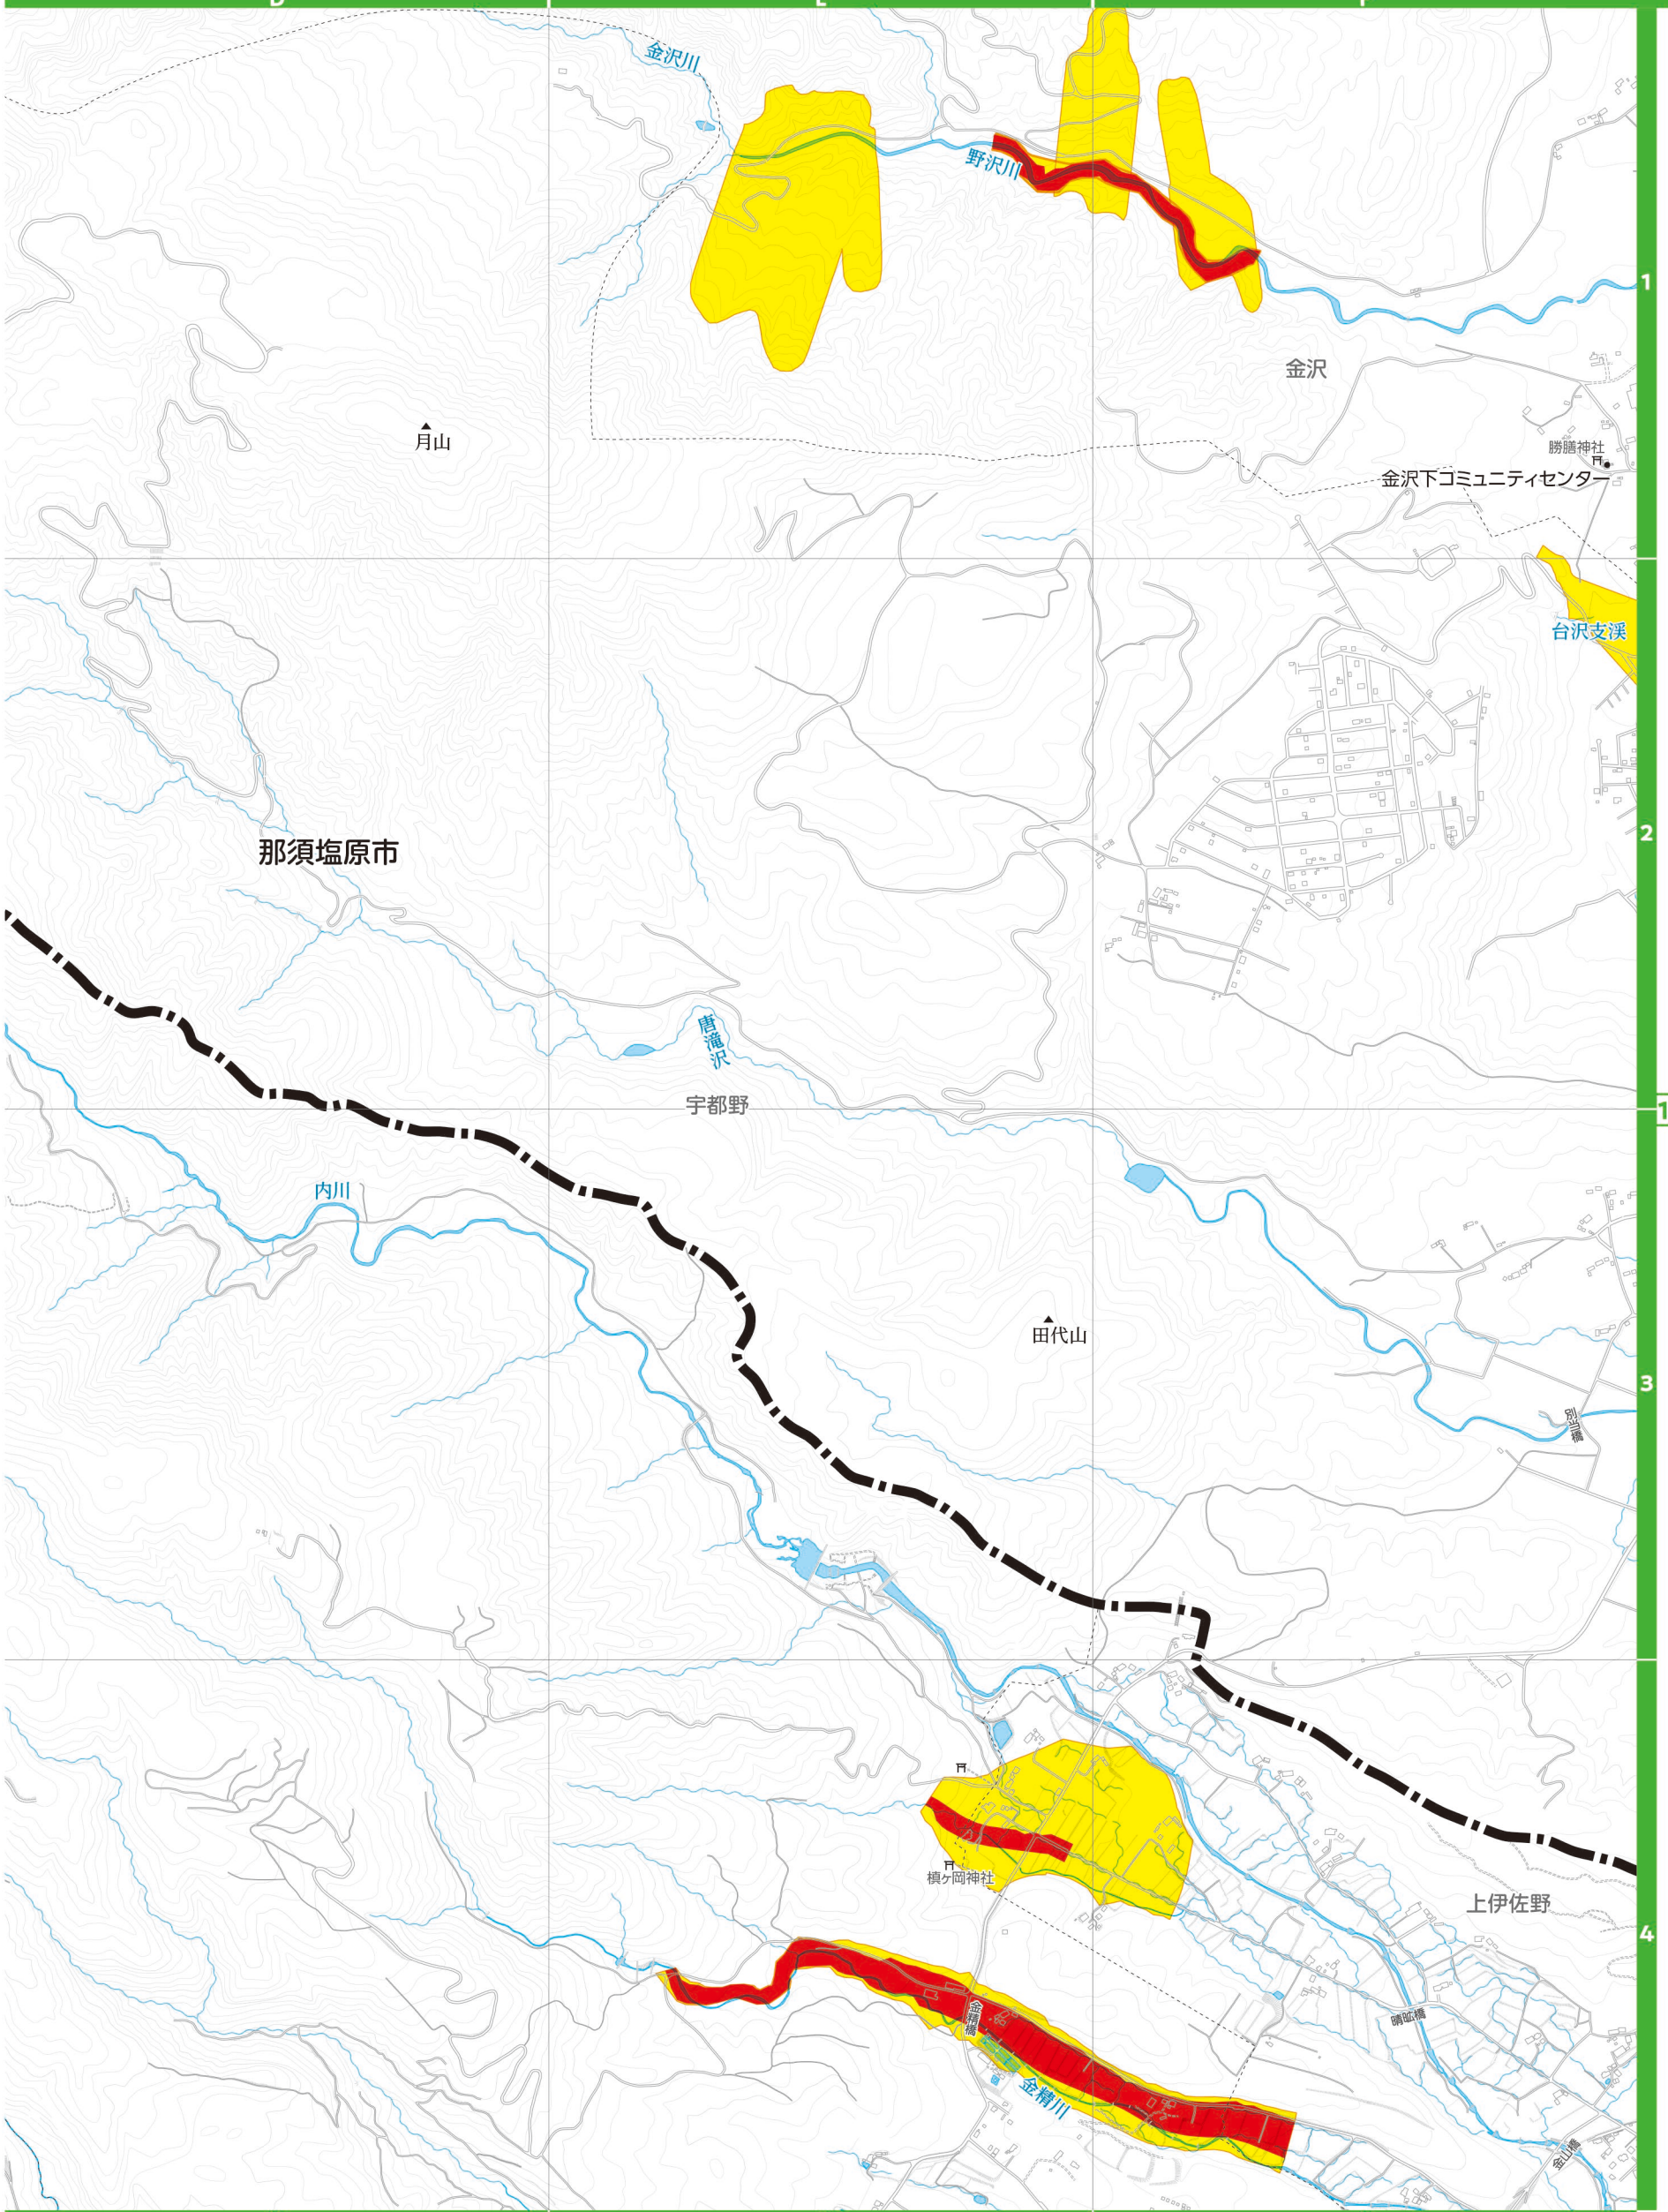 金沢川
野沢川
1
金沢
月山
勝膳神社
金沢下コミュニティセンター
台沢支渓
2
那須塩原市
唐滝沢
宇都野
1
内川
田代山
3
別当橋
槙ヶ岡神社
上伊佐野
4
金精橋
晴昿橋
金精川
金山橋